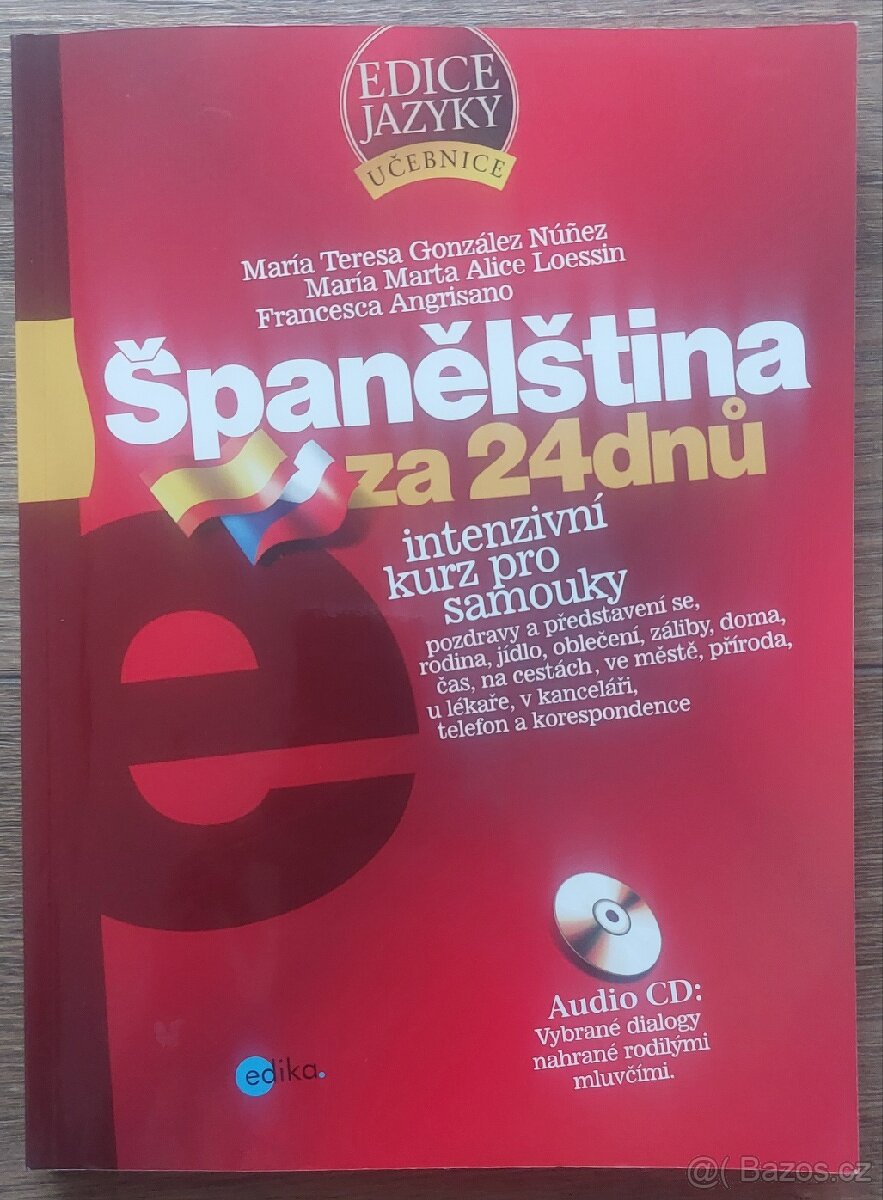 EDICE
JAZYKY
UČEBNICE
María Teresa González Núñez
María Marta Alice Loessin
Francesca Angrisano
Španělština
za 24dnů
intenzivní
kurz pro
samouky
pozdravy a představení se,
rodina, jídlo, oblečení, záliby, doma,
čas, na cestách, ve městě, příroda,
u lékaře, v kanceláři,
telefon a korespondence
Audio CD:
Vybrané dialogy
nahrané rodilými
mluvčími.
edika.
@( Bazos.cz